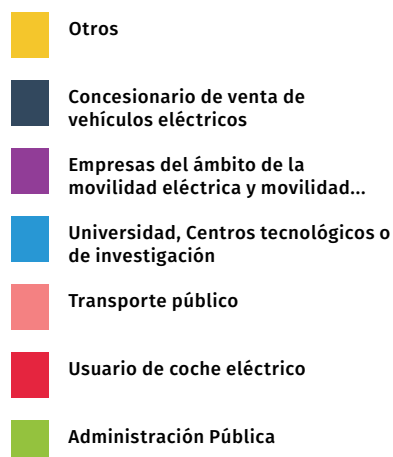 Otros
Concesionario de venta de
vehículos eléctricos
Empresas del ámbito de la
movilidad eléctrica y movilidad...
Universidad, Centros tecnológicos o
de investigación
Transporte público
Usuario de coche eléctrico
Administración Pública